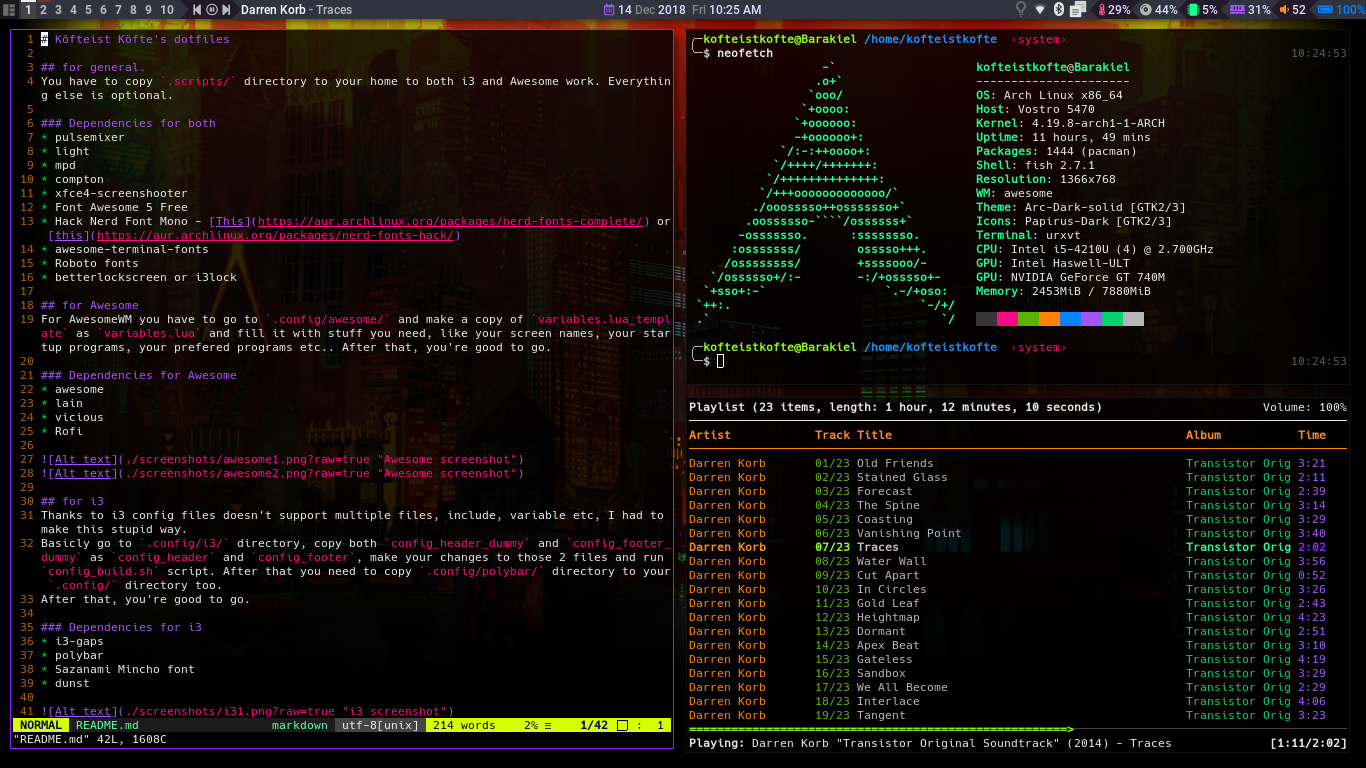 1 2 3 4 5 6 7 8 9 10 Darren Korb - Traces 14 Dec 2018 Fri 10:25 AM 29% 44% 5% 31% 52 100%
1 # Köfteist Köfte's dotfiles
2
3 ## for general.
4 You have to copy `.scripts/` directory to your home to both i3 and Awesome work. Everythin
g else is optional.
5
6 ### Dependencies for both
7 * pulsemixer
8 * light
9 * mpd
10 * compton
11 * xfce4-screenshooter
12 * Font Awesome 5 Free
13 * Hack Nerd Font Mono - [This](https://aur.archlinux.org/packages/nerd-fonts-complete/) or
[this](https://aur.archlinux.org/packages/nerd-fonts-hack/)
14 * awesome-terminal-fonts
15 * Roboto fonts
16 * betterlockscreen or i3lock
17
18 ## for Awesome
19 For AwesomeWM you have to go to `.config/awesome/` and make a copy of `variables.lua_templ
ate` as `variables.lua` and fill it with stuff you need, like your screen names, your star
tup programs, your prefered programs etc.. After that, you're good to go.
20
21 ### Dependencies for Awesome
22 * awesome
23 * lain
24 * vicious
25 * Rofi
26
27 ![Alt text](./screenshots/awesome1.png?raw=true "Awesome screenshot")
28 ![Alt text](./screenshots/awesome2.png?raw=true "Awesome screenshot")
29
30 ## for i3
31 Thanks to i3 config files doesn't support multiple files, include, variable etc, I had to
make this stupid way.
32 Basicly go to `.config/i3/` directory, copy both `config_header_dummy` and `config_footer_
dummy` as `config_header` and `config_footer`, make your changes to those 2 files and run
`config_build.sh` script. After that you need to copy `.config/polybar/` directory to your
`.config/` directory too.
33 After that, you're good to go.
34
35 ### Dependencies for i3
36 * i3-gaps
37 * polybar
38 * Sazanami Mincho font
39 * dunst
40
41 ![Alt text](./screenshots/i31.png?raw=true "i3 screenshot")
NORMAL README.md markdown utf-8[unix] 214 words 2% ≡ 1/42 : 1
"README.md" 42L, 1608C
kofteistkofte@Barakiel /home/kofteistkofte ‹system›
$ neofetch 10:24:53
-`
.o+`
`ooo/
`+oooo:
`+oooooo:
-+oooooo+:
`/:-:++oooo+:
`/++++/+++++++:
`/++++++++++++++:
`/+++ooooooooooooo/`
./ooosssso++osssssso+`
.oossssso-````/ossssss+`
-osssssso. :ssssssso.
:osssssss/ osssso+++.
/ossssssss/ +ssssooo/-
`/ossssso+/:- -:/+osssso+-
`+sso+:-` `.-/+oso:
`++:. `-/+/
.` `/
kofteistkofte@Barakiel
----------------------
OS: Arch Linux x86_64
Host: Vostro 5470
Kernel: 4.19.8-arch1-1-ARCH
Uptime: 11 hours, 49 mins
Packages: 1444 (pacman)
Shell: fish 2.7.1
Resolution: 1366x768
WM: awesome
Theme: Arc-Dark-solid [GTK2/3]
Icons: Papirus-Dark [GTK2/3]
Terminal: urxvt
CPU: Intel i5-4210U (4) @ 2.700GHz
GPU: Intel Haswell-ULT
GPU: NVIDIA GeForce GT 740M
Memory: 2453MiB / 7880MiB
kofteistkofte@Barakiel /home/kofteistkofte ‹system›
$ 10:24:53
Playlist (23 items, length: 1 hour, 12 minutes, 10 seconds) Volume: 100%
Artist Track Title Album Time
Darren Korb 01/23 Old Friends Transistor Orig 3:21
Darren Korb 02/23 Stained Glass Transistor Orig 2:11
Darren Korb 03/23 Forecast Transistor Orig 2:39
Darren Korb 04/23 The Spine Transistor Orig 3:14
Darren Korb 05/23 Coasting Transistor Orig 3:29
Darren Korb 06/23 Vanishing Point Transistor Orig 3:40
Darren Korb 07/23 Traces Transistor Orig 2:02
Darren Korb 08/23 Water Wall Transistor Orig 3:56
Darren Korb 09/23 Cut Apart Transistor Orig 0:52
Darren Korb 10/23 In Circles Transistor Orig 3:26
Darren Korb 11/23 Gold Leaf Transistor Orig 2:43
Darren Korb 12/23 Heightmap Transistor Orig 4:23
Darren Korb 13/23 Dormant Transistor Orig 2:51
Darren Korb 14/23 Apex Beat Transistor Orig 3:10
Darren Korb 15/23 Gateless Transistor Orig 4:19
Darren Korb 16/23 Sandbox Transistor Orig 3:29
Darren Korb 17/23 We All Become Transistor Orig 2:29
Darren Korb 18/23 Interlace Transistor Orig 4:06
Darren Korb 19/23 Tangent Transistor Orig 3:23
Playing: Darren Korb "Transistor Original Soundtrack" (2014) - Traces [1:11/2:02]